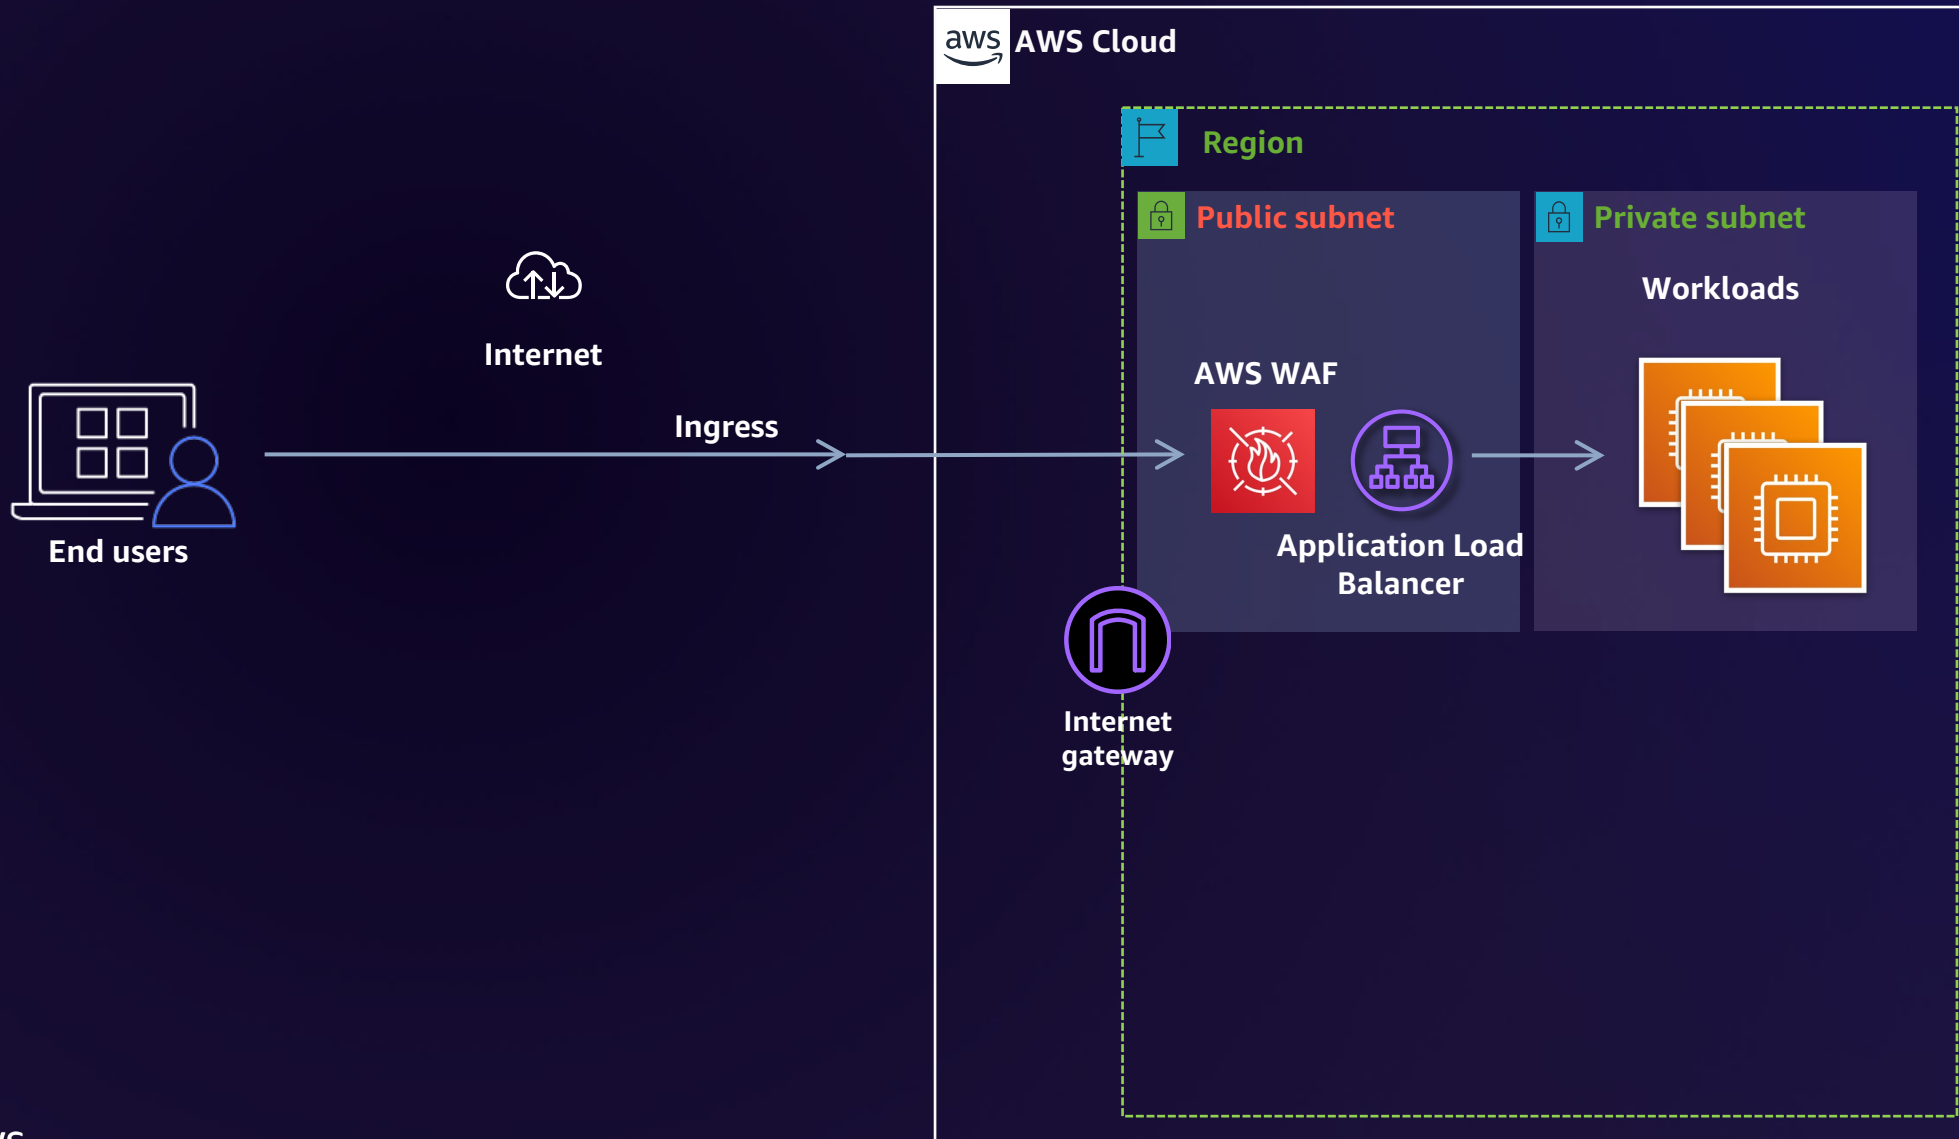 aws
AWS Cloud
Region
Public subnet
Private subnet
Workloads
Internet
AWS WAF
Ingress
End users
Application Load
Balancer
Internet
gateway